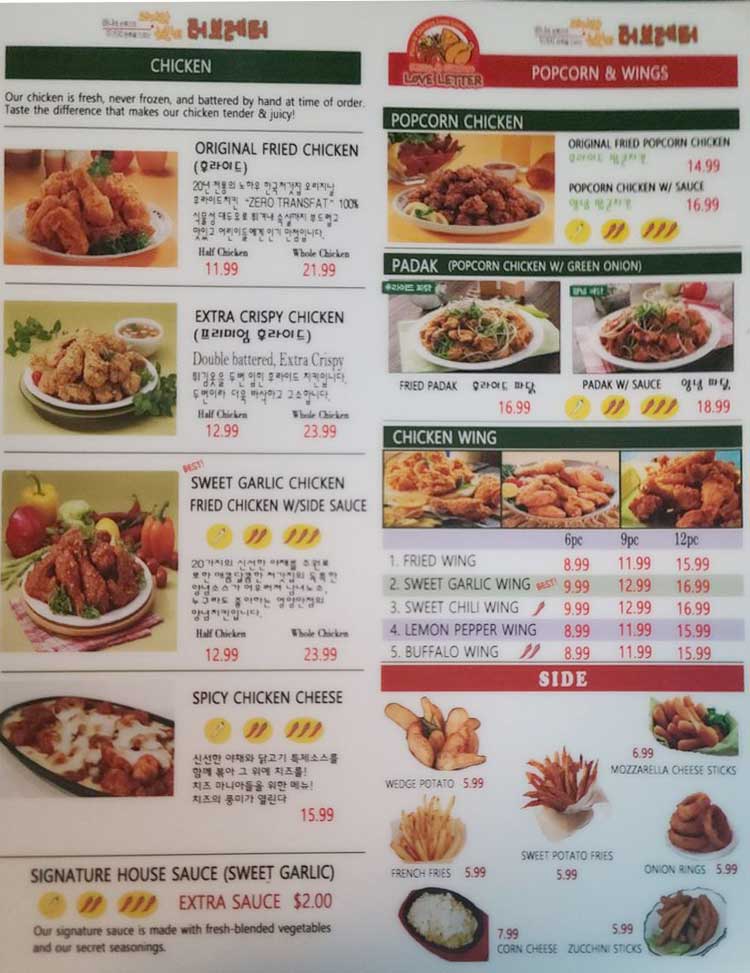 러브레터
CHICKEN
Our chicken is fresh, never frozen, and battered by hand at time of order.
Taste the difference that makes our chicken tender & juicy!
ORIGINAL FRIED CHICKEN
(후라이드)
20년 전통의 노하우 한국처갓집 오리지날
후라이드치킨 "ZERO TRANSFAT" 100%
식물성 대두유로 튀겨내 속살까지 부드럽고
맛있고 어린이들에게 인기 만점입니다.
Half Chicken Whole Chicken
11.99 21.99
EXTRA CRISPY CHICKEN
(프리미엄 후라이드)
Double battered, Extra Crispy
튀김옷을 두번 입힌 후라이드 치킨입니다.
두번이라 더욱 바삭하고 고소합니다.
Half Chicken Whole Chicken
12.99 23.99
BEST!
SWEET GARLIC CHICKEN
FRIED CHICKEN W/SIDE SAUCE
20가지의 신선한 야채를 주원료
로한 매콤달콤한 처갓집의 독특한
양념소스가 어우러져 남녀노소,
누구라도 좋아하는 영양만점의
양념치킨입니다.
Half Chicken Whole Chicken
12.99 23.99
SPICY CHICKEN CHEESE
신선한 야채와 닭고기 특제소스를
함께 볶아 그 위에 치즈를!
치즈 마니아들을 위한 메뉴!
치즈의 풍미가 열린다
15.99
SIGNATURE HOUSE SAUCE (SWEET GARLIC)
EXTRA SAUCE $2.00
Our signature sauce is made with fresh-blended vegetables
and our secret seasonings.
LOVE LETTER
러브레터
POPCORN & WINGS
POPCORN CHICKEN
ORIGINAL FRIED POPCORN CHICKEN
후라이드 팝콘치킨 14.99
POPCORN CHICKEN W/ SAUCE
양념 팝콘치킨 16.99
PADAK (POPCORN CHICKEN W/ GREEN ONION)
후라이드 파닭 양념 파닭
FRIED PADAK 후라이드 파닭
16.99
PADAK W/ SAUCE 양념 파닭
18.99
CHICKEN WING
6pc 9pc 12pc
1. FRIED WING 8.99 11.99 15.99
2. SWEET GARLIC WING BEST! 9.99 12.99 16.99
3. SWEET CHILI WING 9.99 12.99 16.99
4. LEMON PEPPER WING 8.99 11.99 15.99
5. BUFFALO WING 8.99 11.99 15.99
SIDE
WEDGE POTATO 5.99
6.99
MOZZARELLA CHEESE STICKS
FRENCH FRIES 5.99
SWEET POTATO FRIES
5.99
ONION RINGS 5.99
7.99
CORN CHEESE
5.99
ZUCCHINI STICKS